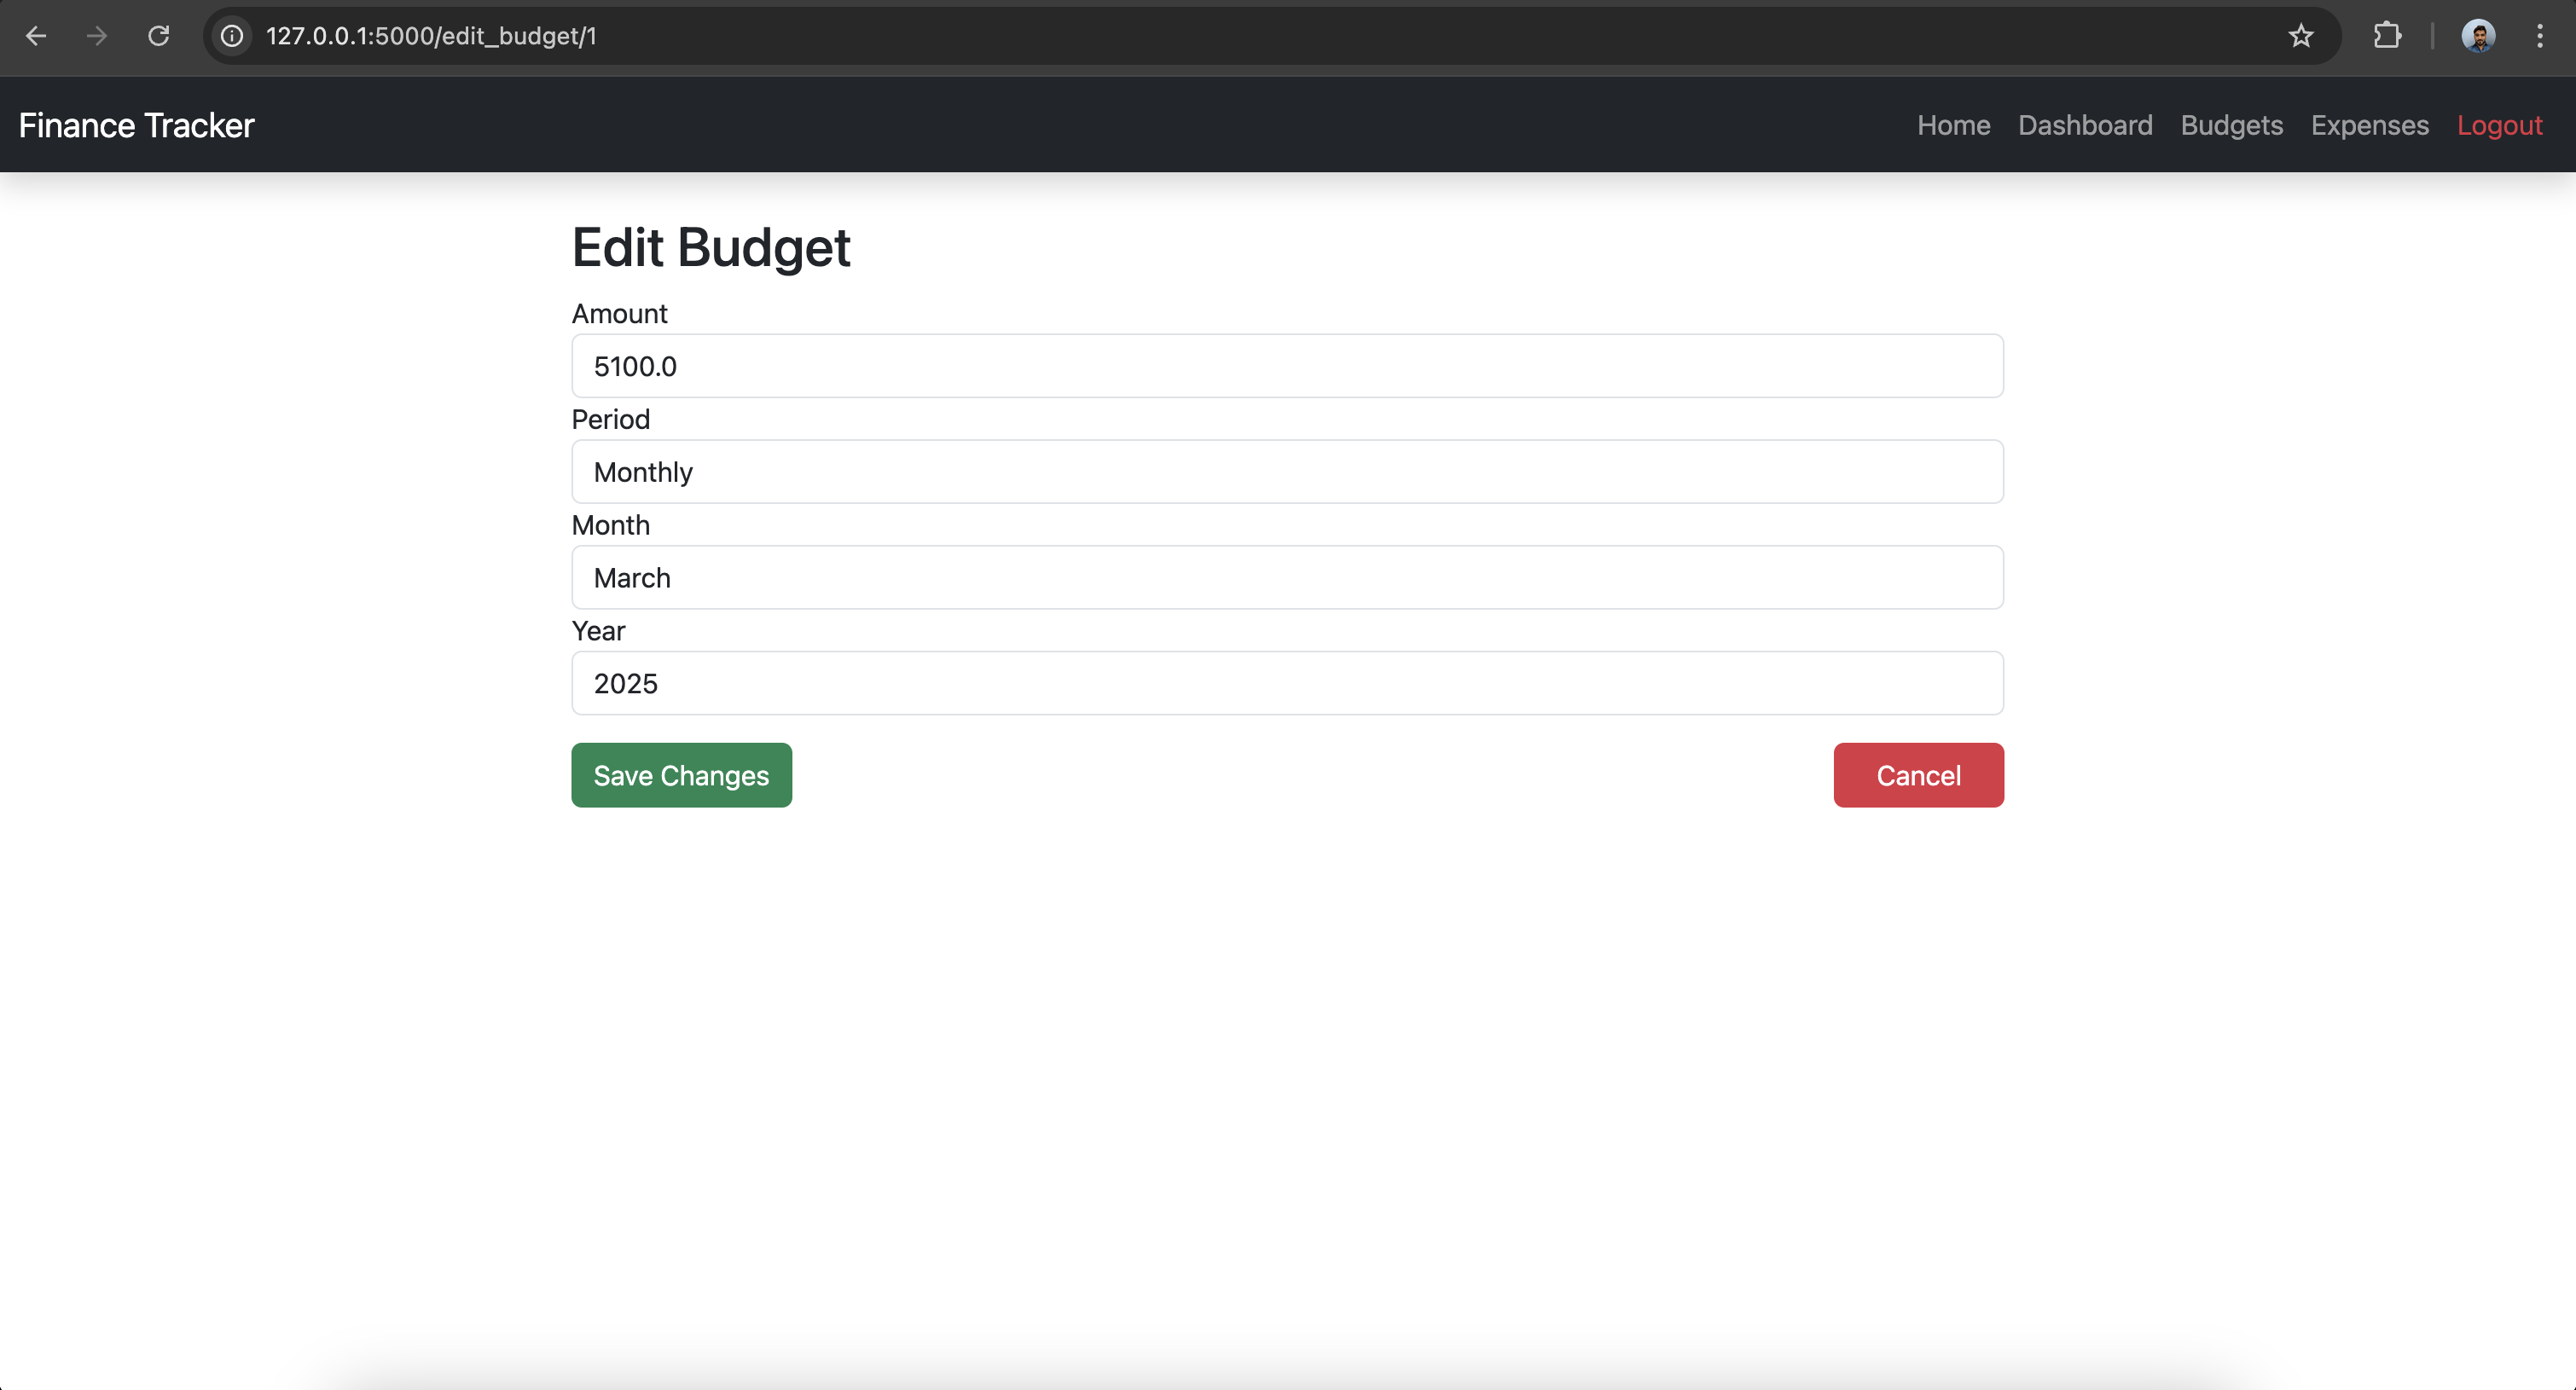 127.0.0.1:5000/edit_budget/1
Finance Tracker Home Dashboard Budgets Expenses Logout
Edit Budget
Amount
5100.0
Period
Monthly
Month
March
Year
2025
Save Changes Cancel